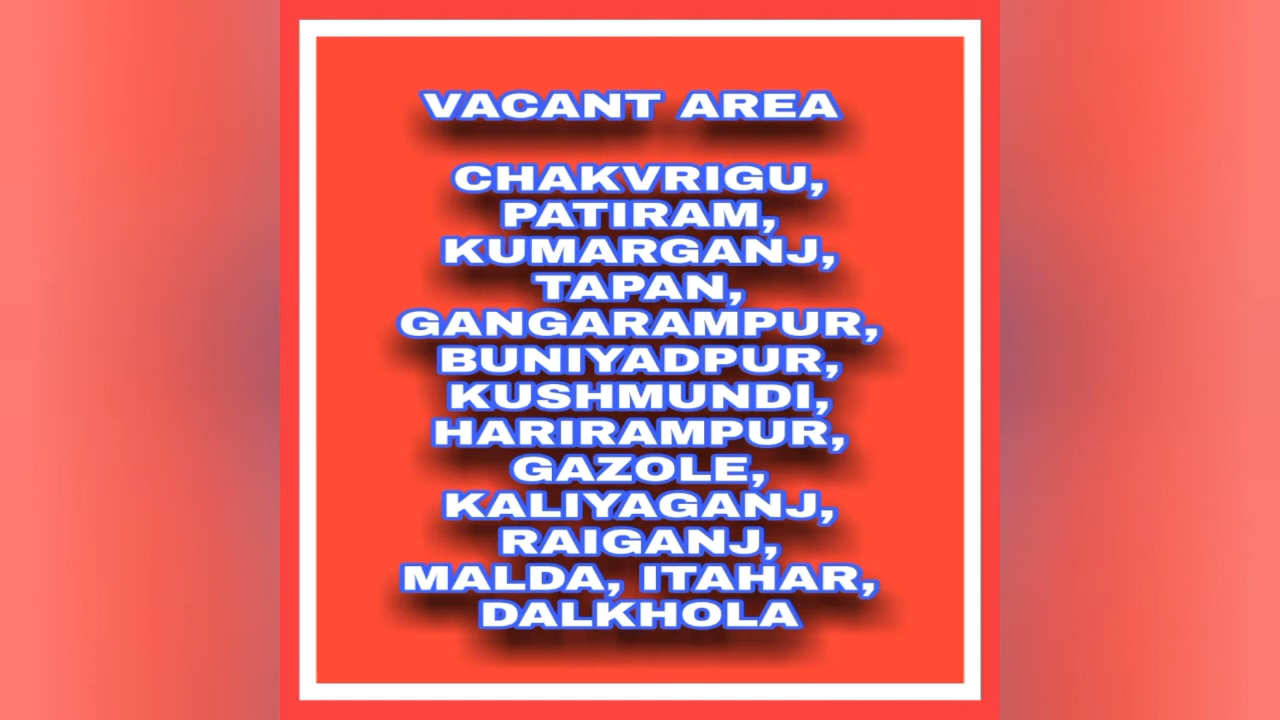 VACANT AREA
CHAKVRIGU,
PATIRAM,
KUMARGANJ,
TAPAN,
GANGARAMPUR,
BUNIYADPUR,
KUSHMUNDI,
HARIRAMPUR,
GAZOLE,
KALIYAGANJ,
RAIGANJ,
MALDA, ITAHAR,
DALKHOLA